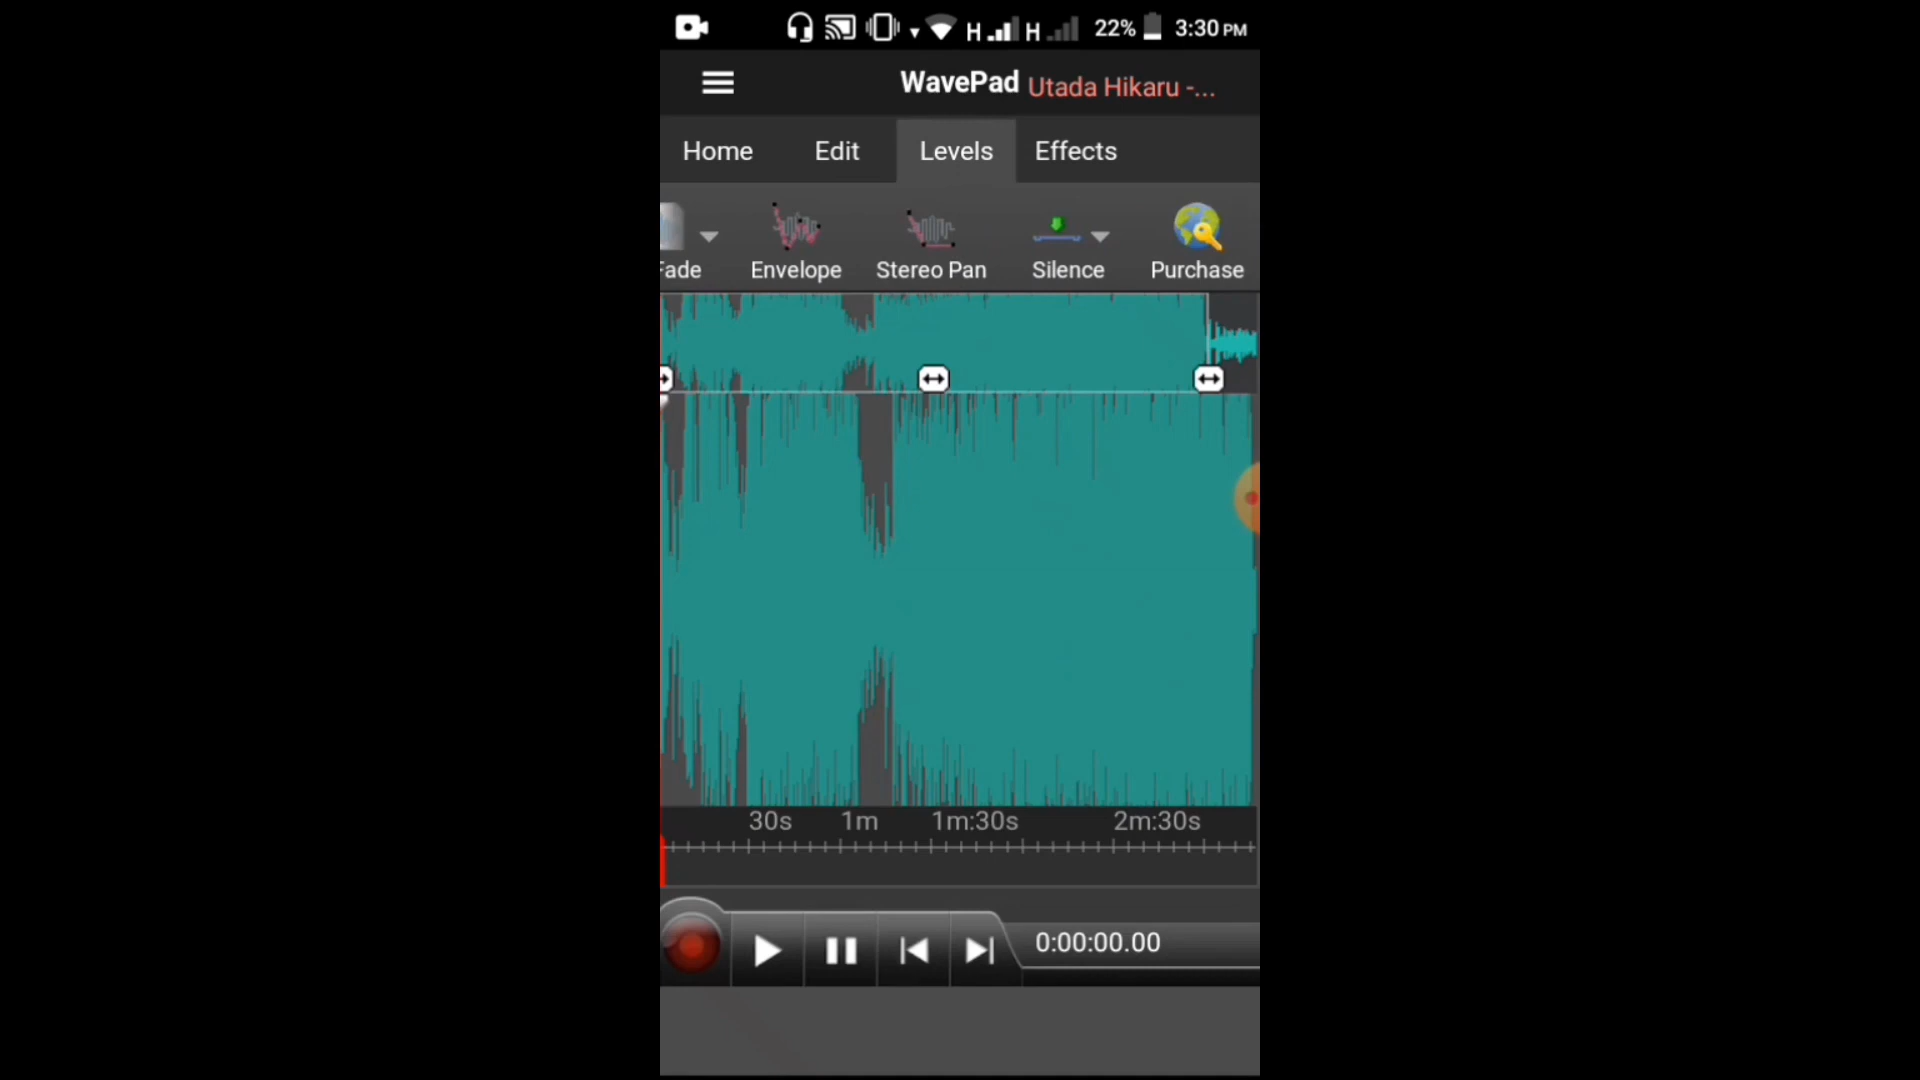 H H 22% 3:30 PM
WavePad Utada Hikaru -...
Home Edit Levels Effects
Fade Envelope Stereo Pan Silence Purchase
30s 1m 1m:30s 2m:30s
0:00:00.00